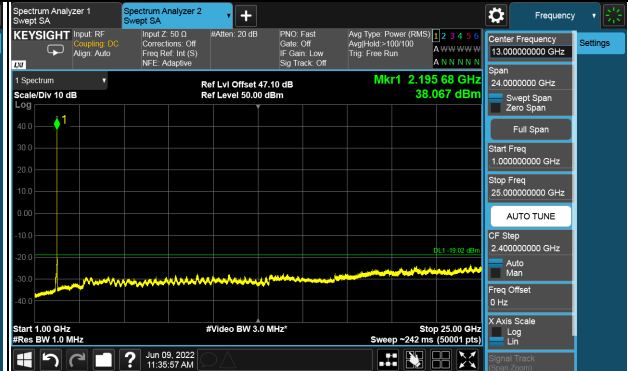 Spectrum Analyzer 1
Swept SA
Spectrum Analyzer 2
Swept SA
+
Frequency
KEYSIGHT
Input: RF
Coupling: DC
Align: Auto
Input Z: 50 Ω
Corrections: Off
Freq Ref: Int (S)
NFE: Adaptive
#Atten: 20 dB
PNO: Fast
Gate: Off
IF Gain: Low
Sig Track: Off
Avg Type: Power (RMS)
Avg|Hold:>100/100
Trig: Free Run
1 2 3 4 5 6
A W W W W W
A N N N N N
LXI
1 Spectrum
Scale/Div 10 dB
Ref Lvl Offset 47.10 dB
Ref Level 50.00 dBm
Mkr1 2.195 68 GHz
38.067 dBm
Log
1
40.0
30.0
20.0
10.0
0.00
-10.0
-20.0
-30.0
-40.0
DL1 -19.02 dBm
Start 1.00 GHz
#Res BW 1.0 MHz
#Video BW 3.0 MHz*
Stop 25.00 GHz
Sweep ~242 ms (50001 pts)
?
Jun 09, 2022
11:35:57 AM
Center Frequency
13.000000000 GHz
Settings
Span
24.0000000 GHz
Swept Span
Zero Span
Full Span
Start Freq
1.000000000 GHz
Stop Freq
25.000000000 GHz
AUTO TUNE
CF Step
2.400000000 GHz
Auto
Man
Freq Offset
0 Hz
X Axis Scale
Log
Lin
Signal Track
(Span Zoom)